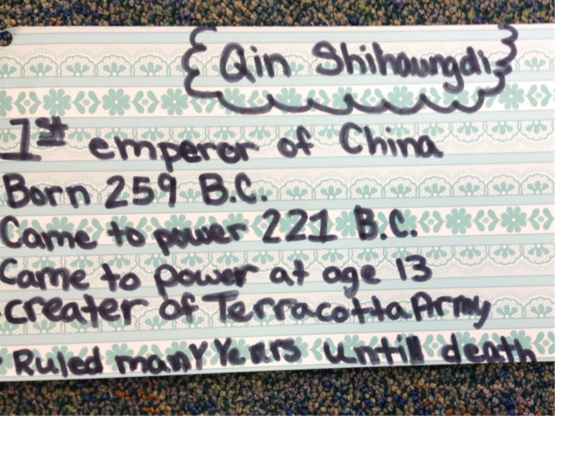 Qin Shihoungdi
1st emperor of China
Born 259 B.C.
Came to power 221 B.C.
Came to power at age 13
creater of Terracotta Army
Ruled many Years untill death